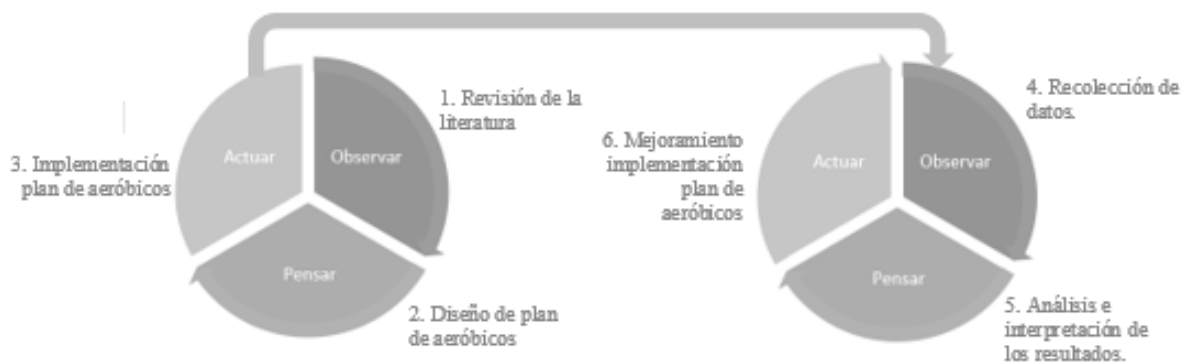 Actuar
Observar
Pensar
1. Revisión de la
literatura
2. Diseño de plan
de aeróbicos
3. Implementación
plan de aeróbicos
Actuar
Observar
Pensar
4. Recolección de
datos.
5. Análisis e
interpretación de
los resultados.
6. Mejoramiento
implementación
plan de
aeróbicos